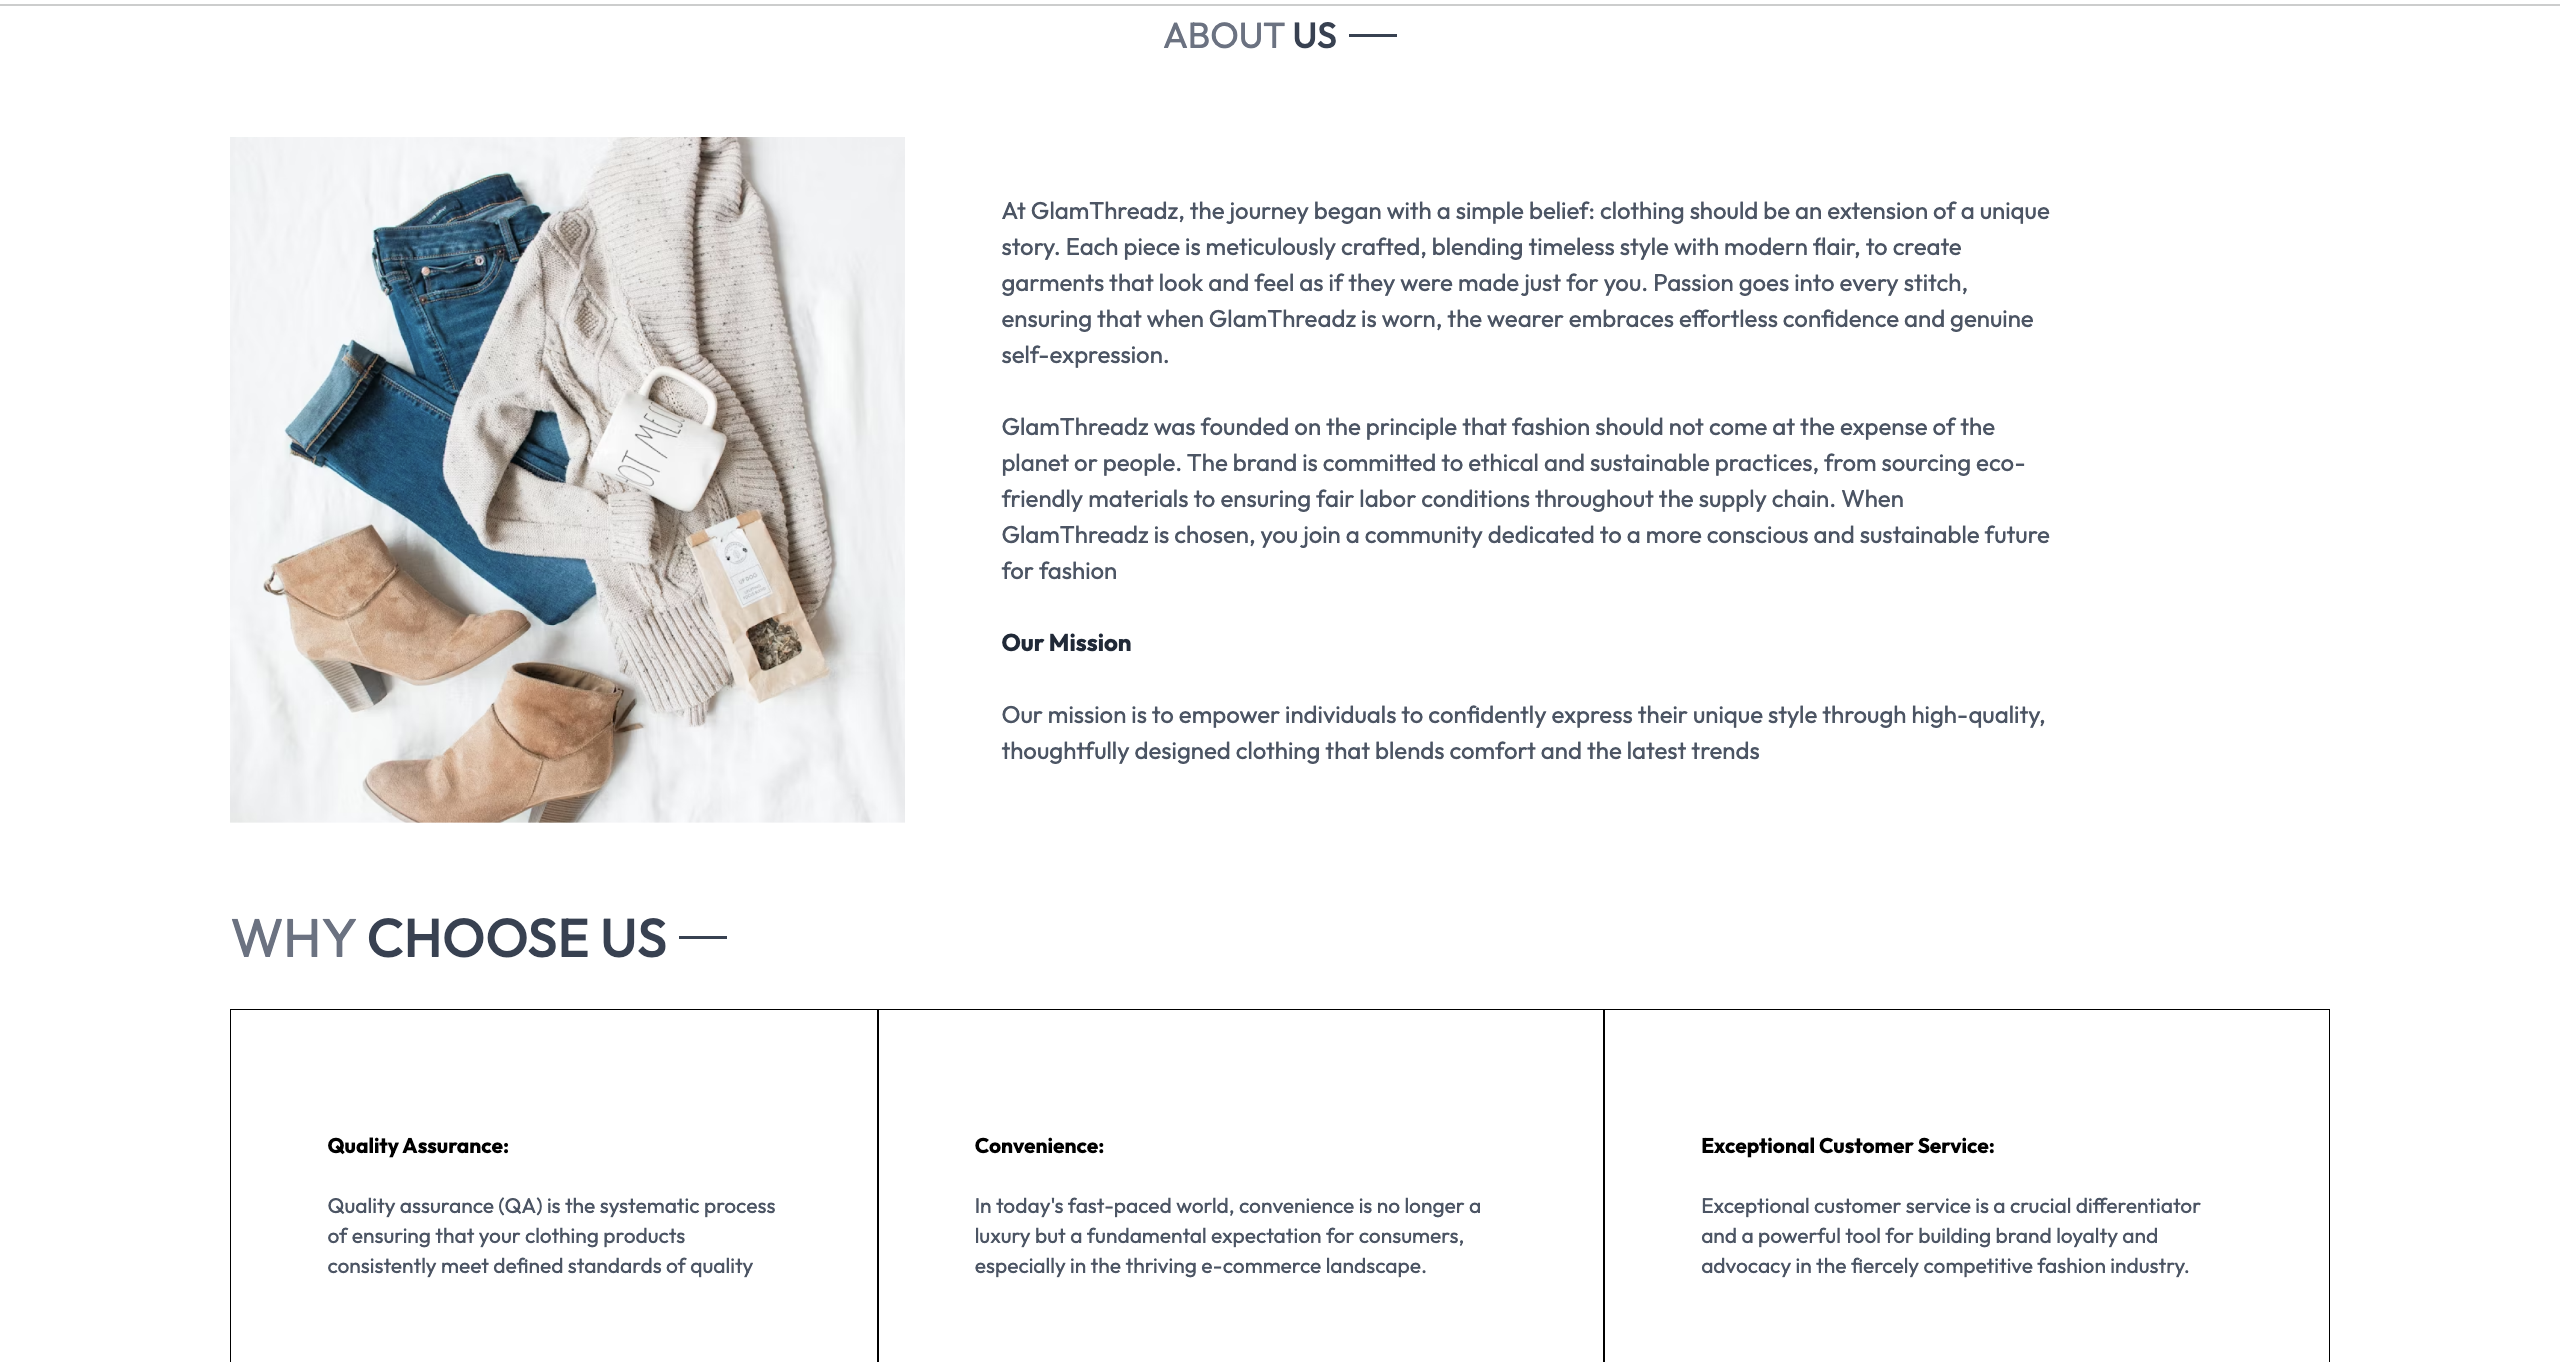 ABOUT US
At GlamThreadz, the journey began with a simple belief: clothing should be an extension of a unique
story. Each piece is meticulously crafted, blending timeless style with modern flair, to create
garments that look and feel as if they were made just for you. Passion goes into every stitch,
ensuring that when GlamThreadz is worn, the wearer embraces effortless confidence and genuine
self-expression.
GlamThreadz was founded on the principle that fashion should not come at the expense of the
planet or people. The brand is committed to ethical and sustainable practices, from sourcing eco-
friendly materials to ensuring fair labor conditions throughout the supply chain. When
GlamThreadz is chosen, you join a community dedicated to a more conscious and sustainable future
for fashion
Our Mission
Our mission is to empower individuals to confidently express their unique style through high-quality,
thoughtfully designed clothing that blends comfort and the latest trends
WHY CHOOSE US
Quality Assurance:
Quality assurance (QA) is the systematic process
of ensuring that your clothing products
consistently meet defined standards of quality
Convenience:
In today's fast-paced world, convenience is no longer a
luxury but a fundamental expectation for consumers,
especially in the thriving e-commerce landscape.
Exceptional Customer Service:
Exceptional customer service is a crucial differentiator
and a powerful tool for building brand loyalty and
advocacy in the fiercely competitive fashion industry.